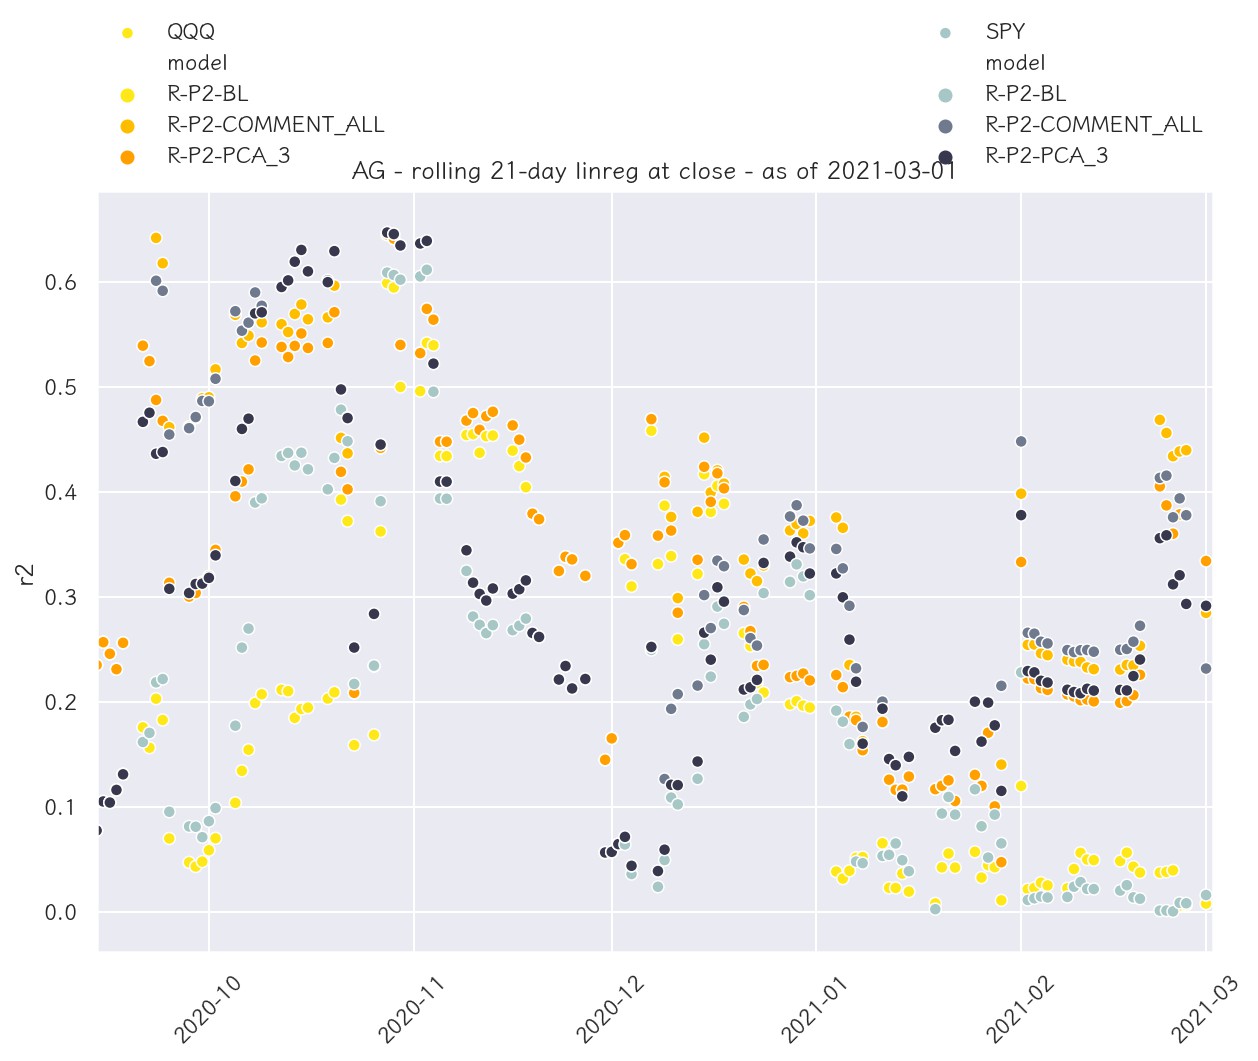 QQQ
model
R-P2-BL
R-P2-COMMENT_ALL
R-P2-PCA_3
SPY
model
R-P2-BL
R-P2-COMMENT_ALL
R-P2-PCA_3
AG - rolling 21-day linreg at close - as of 2021-03-01
r2
0.6
0.5
0.4
0.3
0.2
0.1
0.0
2020-10
2020-11
2020-12
2021-01
2021-02
2021-03